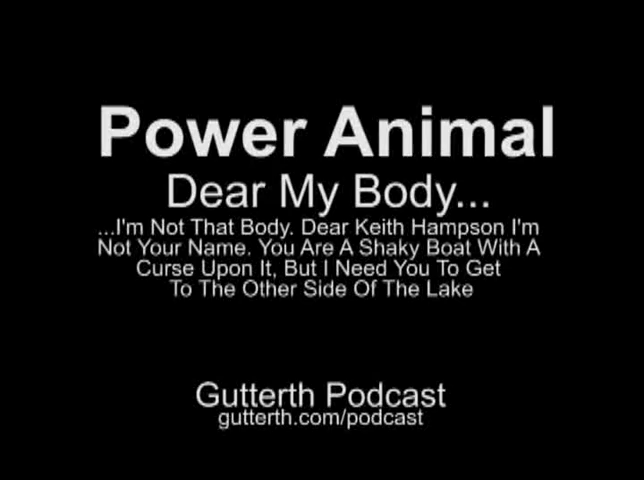 Power Animal
Dear My Body...
...I'm Not That Body. Dear Keith Hampson I'm
Not Your Name. You Are A Shaky Boat With A
Curse Upon It, But I Need You To Get
To The Other Side Of The Lake
Gutterth Podcast
gutterth.com/podcast